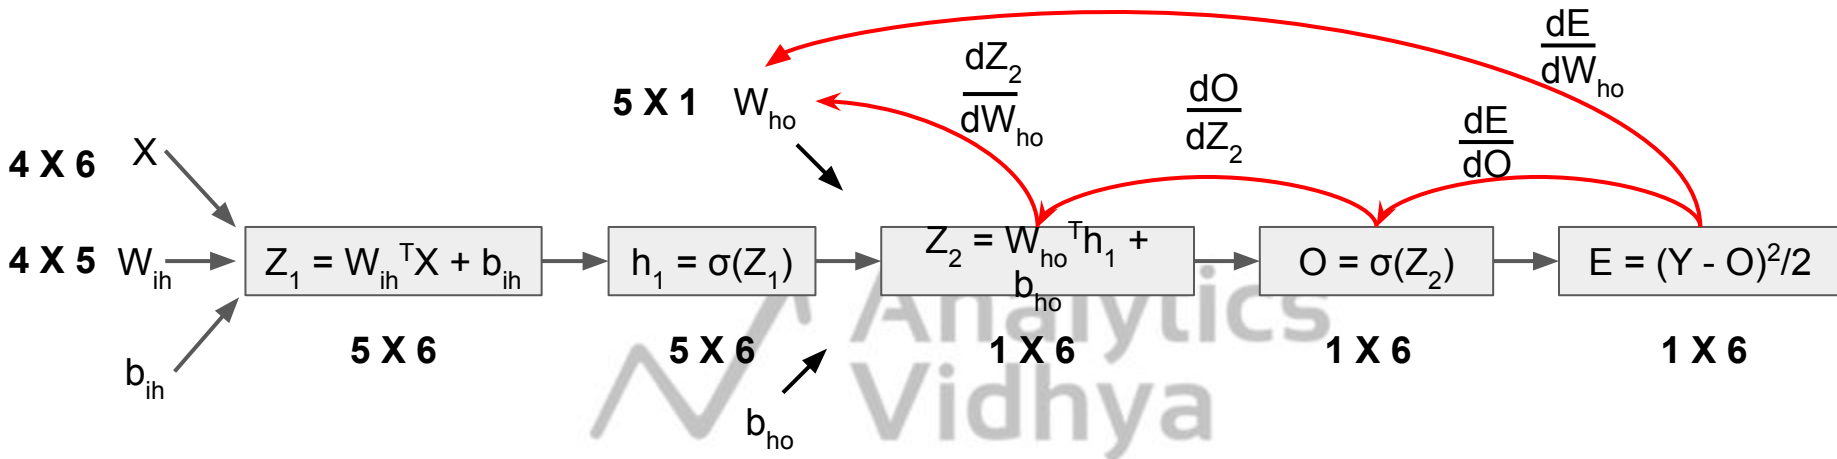 dE
dW_ho
dZ_2
dW_ho
dO
dZ_2
dE
dO
5 X 1 W_ho
4 X 6 X
4 X 5 W_ih
b_ih
Z_1 = W_ih^T X + b_ih
h_1 = σ(Z_1)
Z_2 = W_ho^T h_1 +
b_ho
O = σ(Z_2)
E = (Y - O)^2/2
5 X 6
5 X 6
1 X 6
1 X 6
1 X 6
b_ho
Analytics
Vidhya